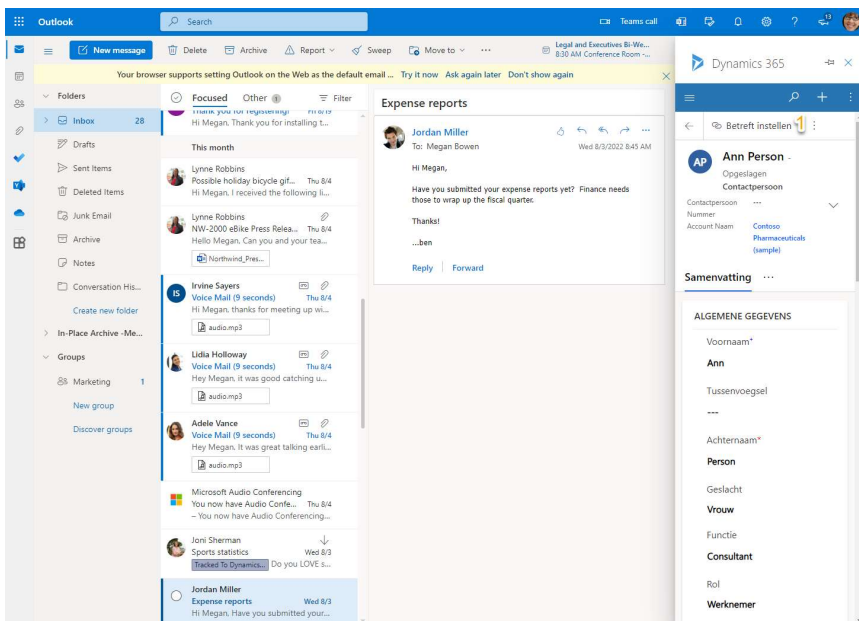 Outlook
Search
Teams call
13
New message
Delete
Archive
Report
Sweep
Move to
Legal and Executives Bi-We...
8:30 AM Conference Room -...
Your browser supports setting Outlook on the Web as the default email ... Try it now Ask again later Don't show again
Folders
Inbox 28
Drafts
Sent Items
Deleted Items
Junk Email
Archive
Notes
Conversation His...
Create new folder
In-Place Archive -Me...
Groups
Marketing 1
New group
Discover groups
Focused Other 1 Filter
Thank you for registering! Fri 8/19
Hi Megan, Thank you for installing t...
This month
Lynne Robbins
Possible holiday bicycle gif... Thu 8/4
Hi Megan, I received the following li...
Lynne Robbins
NW-2000 eBike Press Relea... Thu 8/4
Hello Megan, Can you and your tea...
Northwind_Pres...
IS
Irvine Sayers
Voice Mail (9 seconds) Thu 8/4
Hi Megan, thanks for meeting up wi...
audio.mp3
Lidia Holloway
Voice Mail (9 seconds) Thu 8/4
Hey Megan, it was good catching u...
audio.mp3
Adele Vance
Voice Mail (9 seconds) Thu 8/4
Hey Megan, It was great talking earli...
audio.mp3
Microsoft Audio Conferencing
You now have Audio Confe... Thu 8/4
– You now have Audio Conferencing...
Joni Sherman
Sports statistics Wed 8/3
Tracked To Dynamics... Do you LOVE s...
Jordan Miller
Expense reports Wed 8/3
Hi Megan, Have you submitted your...
Expense reports
Jordan Miller
To: Megan Bowen Wed 8/3/2022 8:45 AM
Hi Megan,
Have you submitted your expense reports yet? Finance needs
those to wrap up the fiscal quarter.
Thanks!
...ben
Reply Forward
Dynamics 365
Betreft instellen 1
AP
Ann Person -
Opgeslagen
Contactpersoon
Contactpersoon ---
Nummer
Account Naam Contoso
Pharmaceuticals
(sample)
Samenvatting ...
ALGEMENE GEGEVENS
Voornaam*
Ann
Tussenvoegsel
---
Achternaam*
Person
Geslacht
Vrouw
Functie
Consultant
Rol
Werknemer